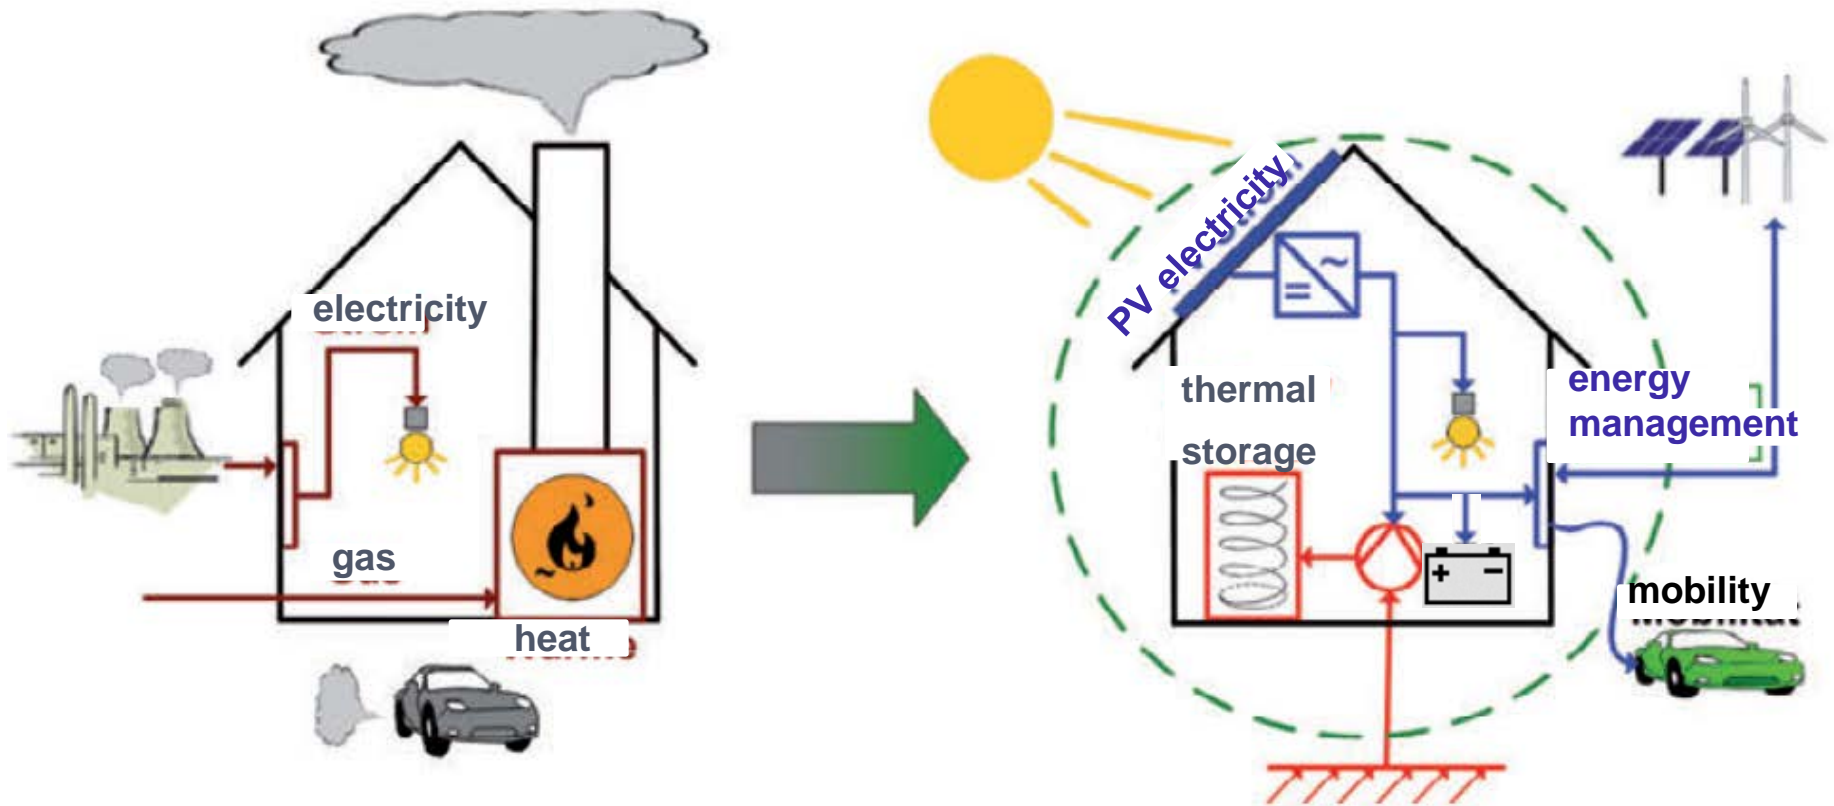 electricity
gas
heat
PV electricity
thermal
storage
energy
management
mobility